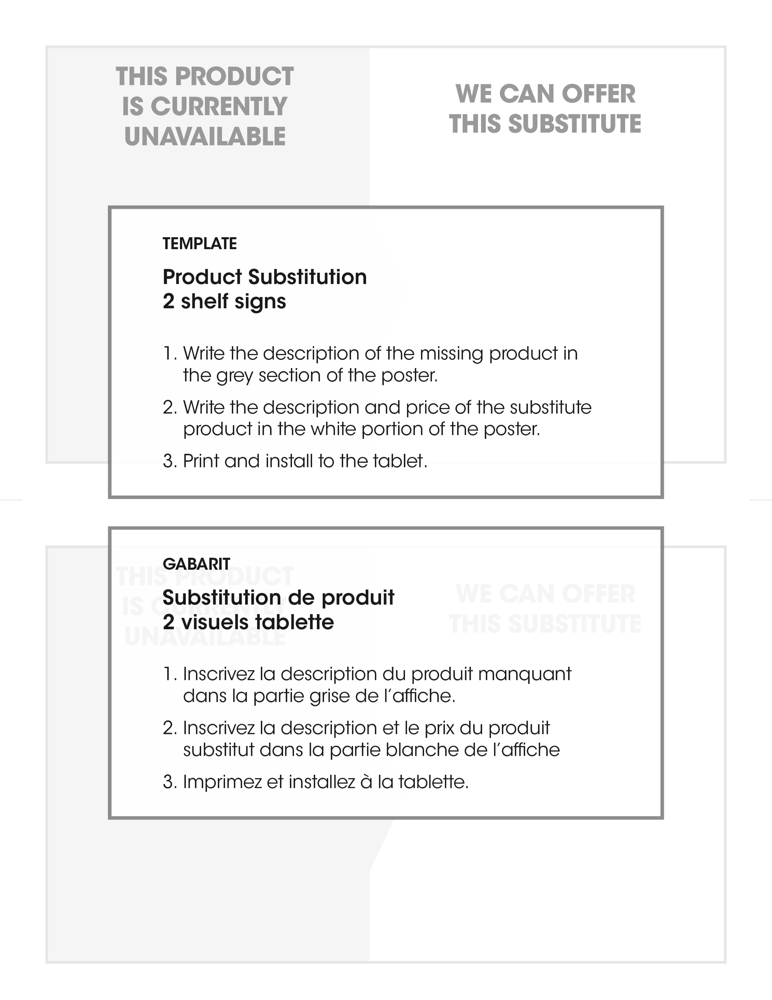 THIS PRODUCT
IS CURRENTLY
UNAVAILABLE
WE CAN OFFER
THIS SUBSTITUTE
TEMPLATE
Product Substitution
2 shelf signs
1. Write the description of the missing product in
the grey section of the poster.
2. Write the description and price of the substitute
product in the white portion of the poster.
3. Print and install to the tablet.
GABARIT
Substitution de produit
2 visuels tablette
1. Inscrivez la description du produit manquant
dans la partie grise de l’affiche.
2. Inscrivez la description et le prix du produit
substitut dans la partie blanche de l’affiche
3. Imprimez et installez à la tablette.
THIS PRODUCT
IS CURRENTLY
UNAVAILABLE
WE CAN OFFER
THIS SUBSTITUTE